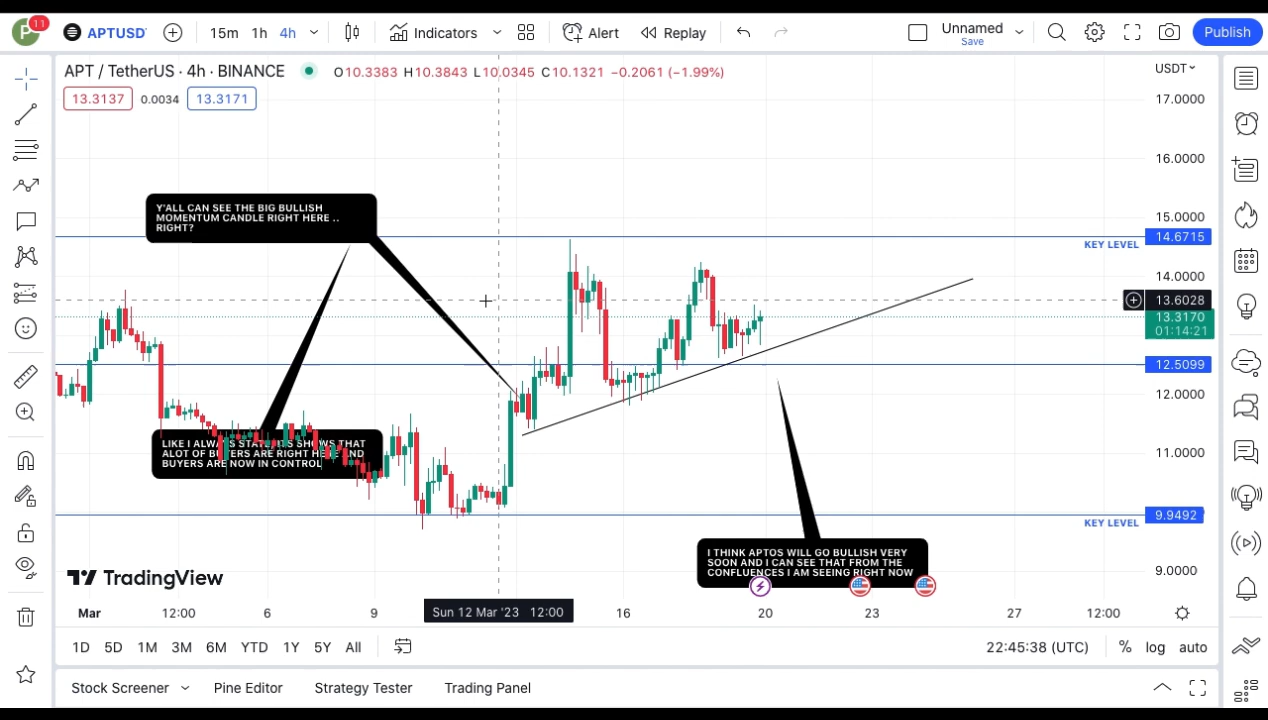 P 11 APTUSD 15m 1h 4h Indicators Alert Replay Unnamed Save Publish
APT / TetherUS · 4h · BINANCE O10.3383 H10.3843 L10.0345 C10.1321 −0.2061 (−1.99%) USDT
13.3137 0.0034 13.3171
17.0000
16.0000
Y'ALL CAN SEE THE BIG BULLISH
MOMENTUM CANDLE RIGHT HERE ..
RIGHT?
15.0000
14.6715
KEY LEVEL
14.0000
13.6028
13.3170
01:14:21
12.5099
12.0000
LIKE I ALWAYS STATE ITS SHOWS THAT
ALOT OF BUYERS ARE RIGHT HERE AND
BUYERS ARE NOW IN CONTROL
11.0000
9.9492
KEY LEVEL
I THINK APTOS WILL GO BULLISH VERY
SOON AND I CAN SEE THAT FROM THE
CONFLUENCES I AM SEEING RIGHT NOW
9.0000
TradingView
Mar 12:00 6 9 Sun 12 Mar '23 12:00 16 20 23 27 12:00
1D 5D 1M 3M 6M YTD 1Y 5Y All 22:45:38 (UTC) % log auto
Stock Screener Pine Editor Strategy Tester Trading Panel